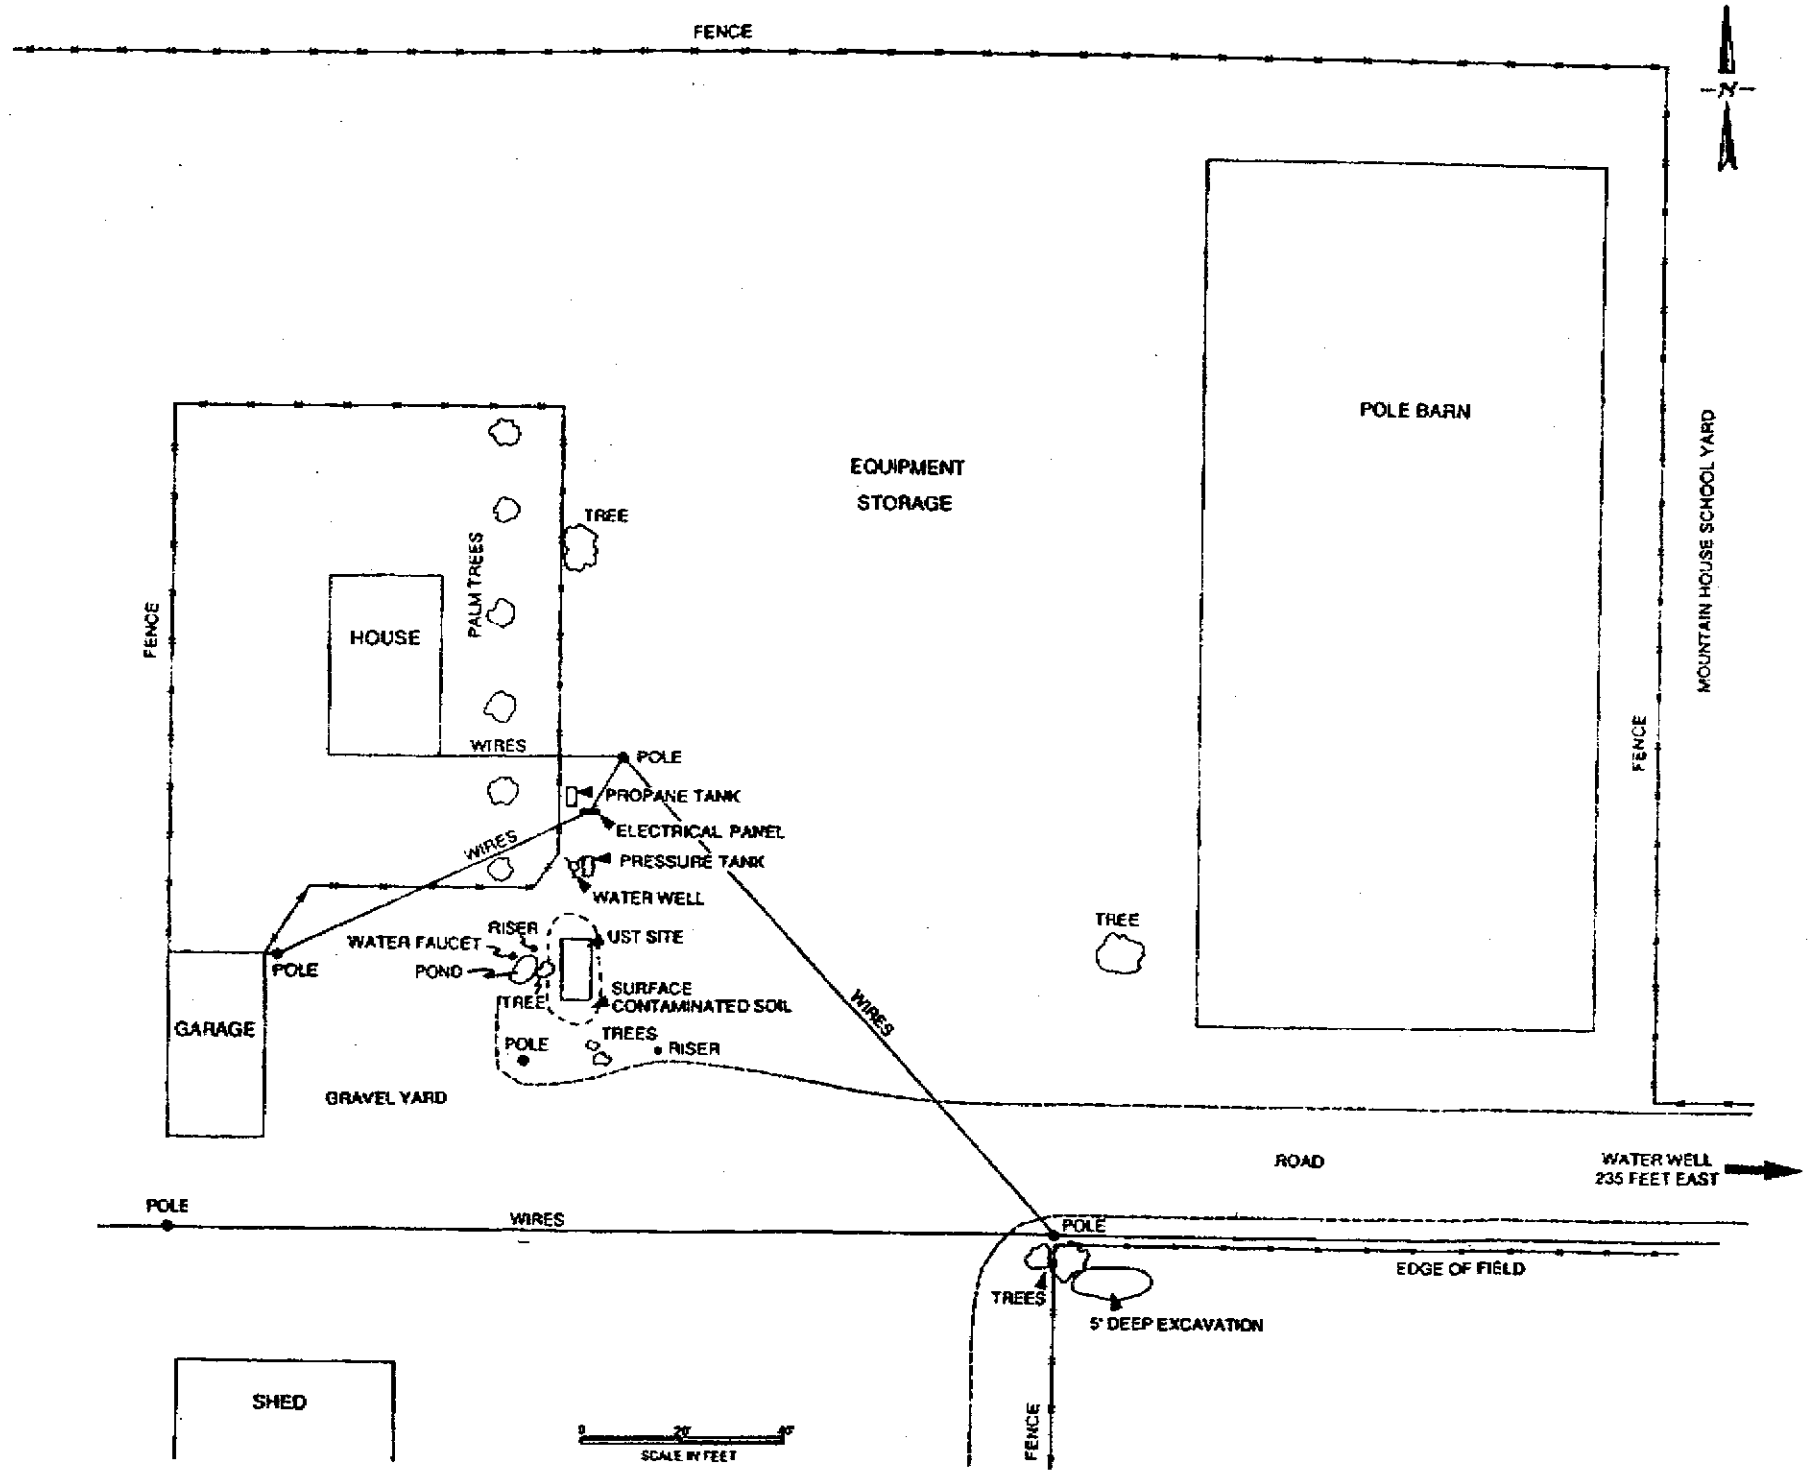 FENCE
N
POLE BARN
MOUNTAIN HOUSE SCHOOL YARD
EQUIPMENT
STORAGE
TREE
PALM TREES
FENCE
HOUSE
FENCE
WIRES
POLE
PROPANE TANK
ELECTRICAL PANEL
WIRES
PRESSURE TANK
WATER WELL
TREE
RISER
UST SITE
WATER FAUCET
POND
POLE
TREE
SURFACE
CONTAMINATED SOIL
WIRES
GARAGE
TREES
POLE
RISER
GRAVEL YARD
ROAD
WATER WELL
235 FEET EAST
POLE
WIRES
POLE
EDGE OF FIELD
TREES
5' DEEP EXCAVATION
SHED
FENCE
0 20' 40'
SCALE IN FEET